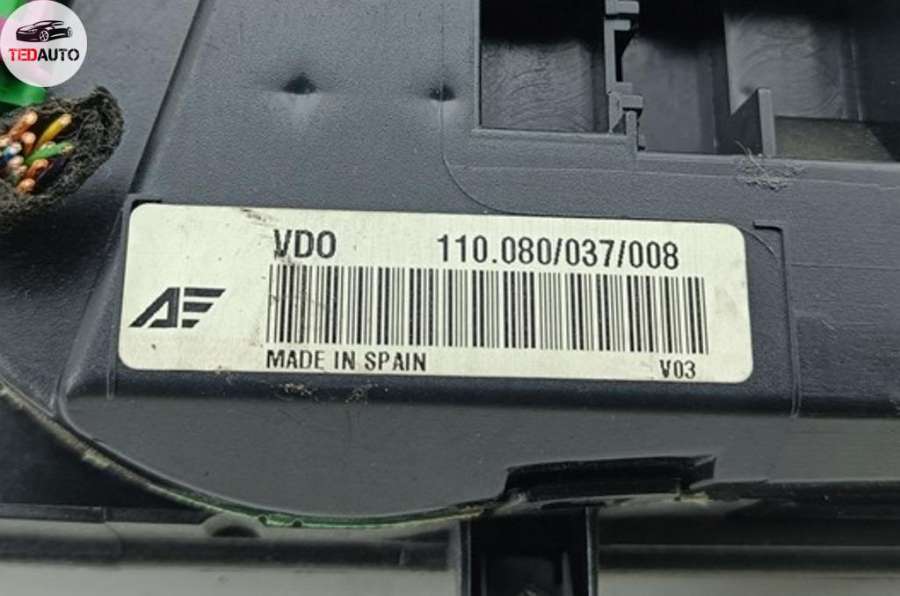 TEDAUTO
VDO 110.080/037/008
AE
MADE IN SPAIN V03